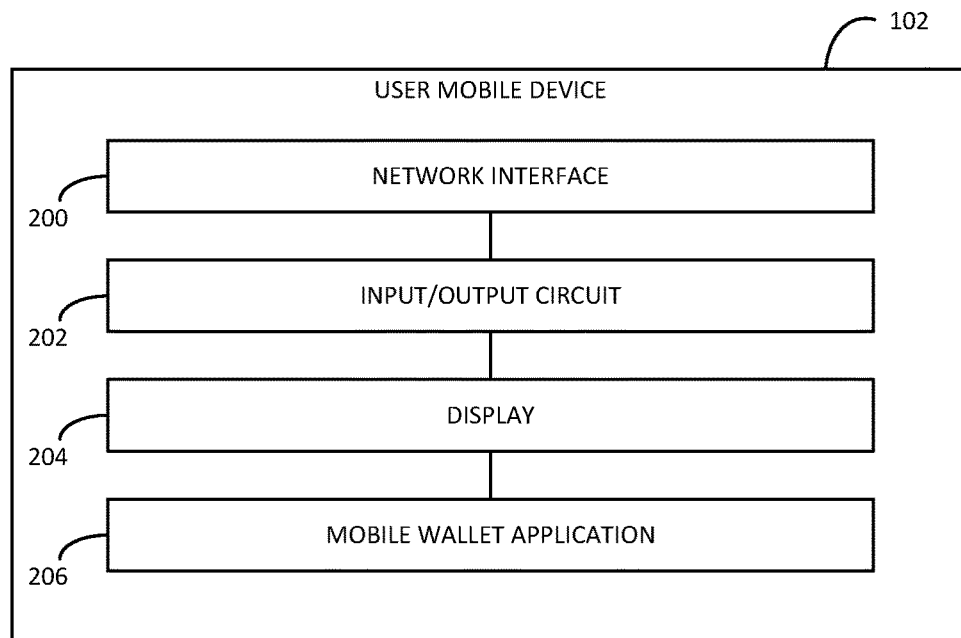 102
USER MOBILE DEVICE
NETWORK INTERFACE
200
INPUT/OUTPUT CIRCUIT
202
DISPLAY
204
MOBILE WALLET APPLICATION
206